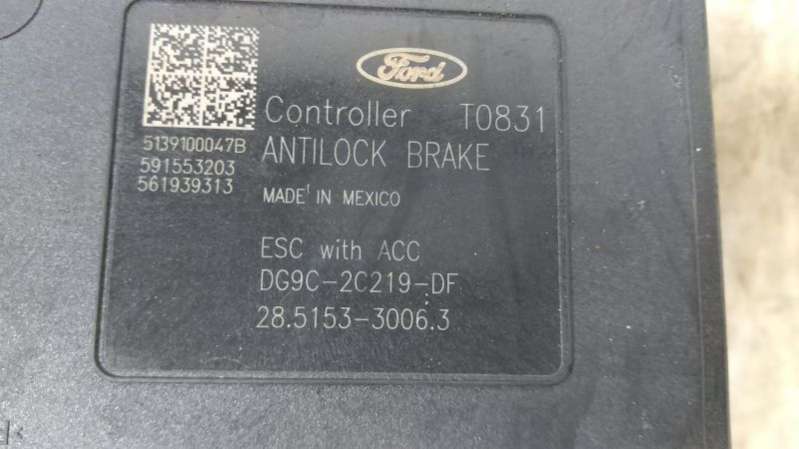 Ford
Controller T0831
5139100047B
ANTILOCK BRAKE
591553203
561939313
MADE IN MEXICO
ESC with ACC
DG9C-2C219-DF
28.5153-3006.3